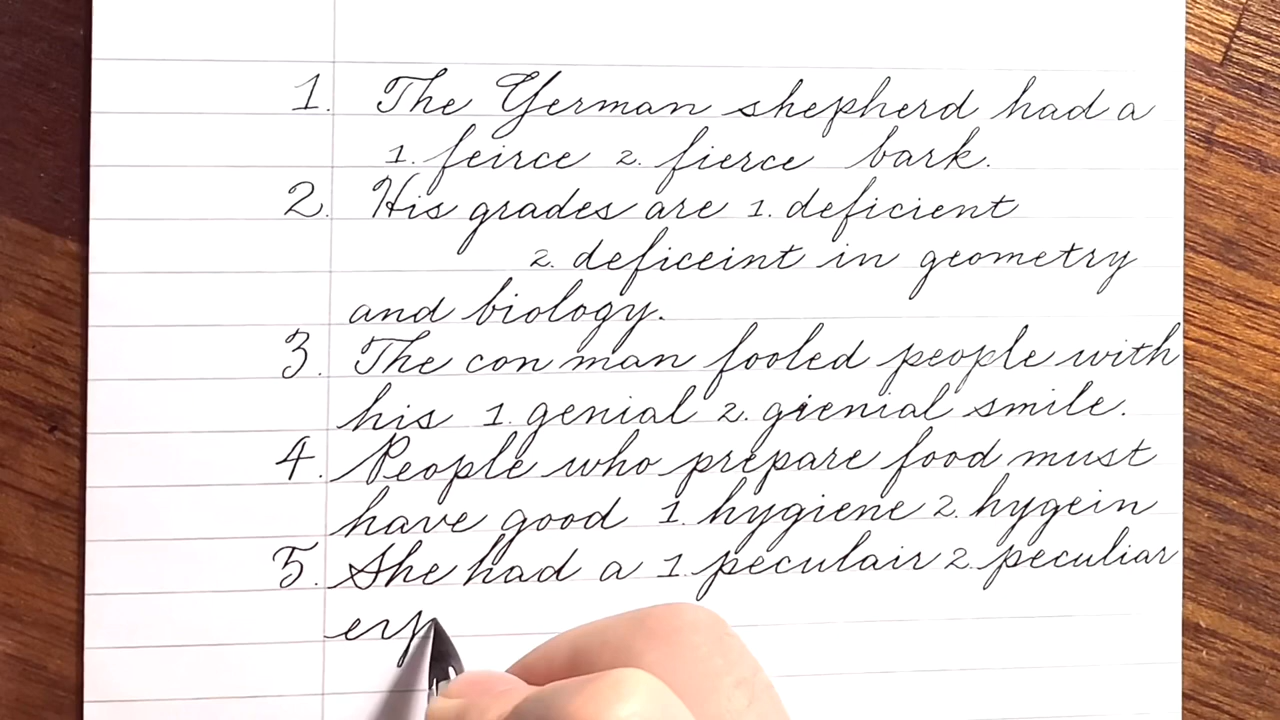 1. The German shepherd had a
1. feirce 2. fierce bark.
2. His grades are 1. deficient
2. deficeint in geometry
and biology.
3. The con man fooled people with
his 1. genial 2. grenial smile.
4. People who prepare food must
have good 1. hygiene 2. hygein
5. She had a 1. peculair 2. peculiar